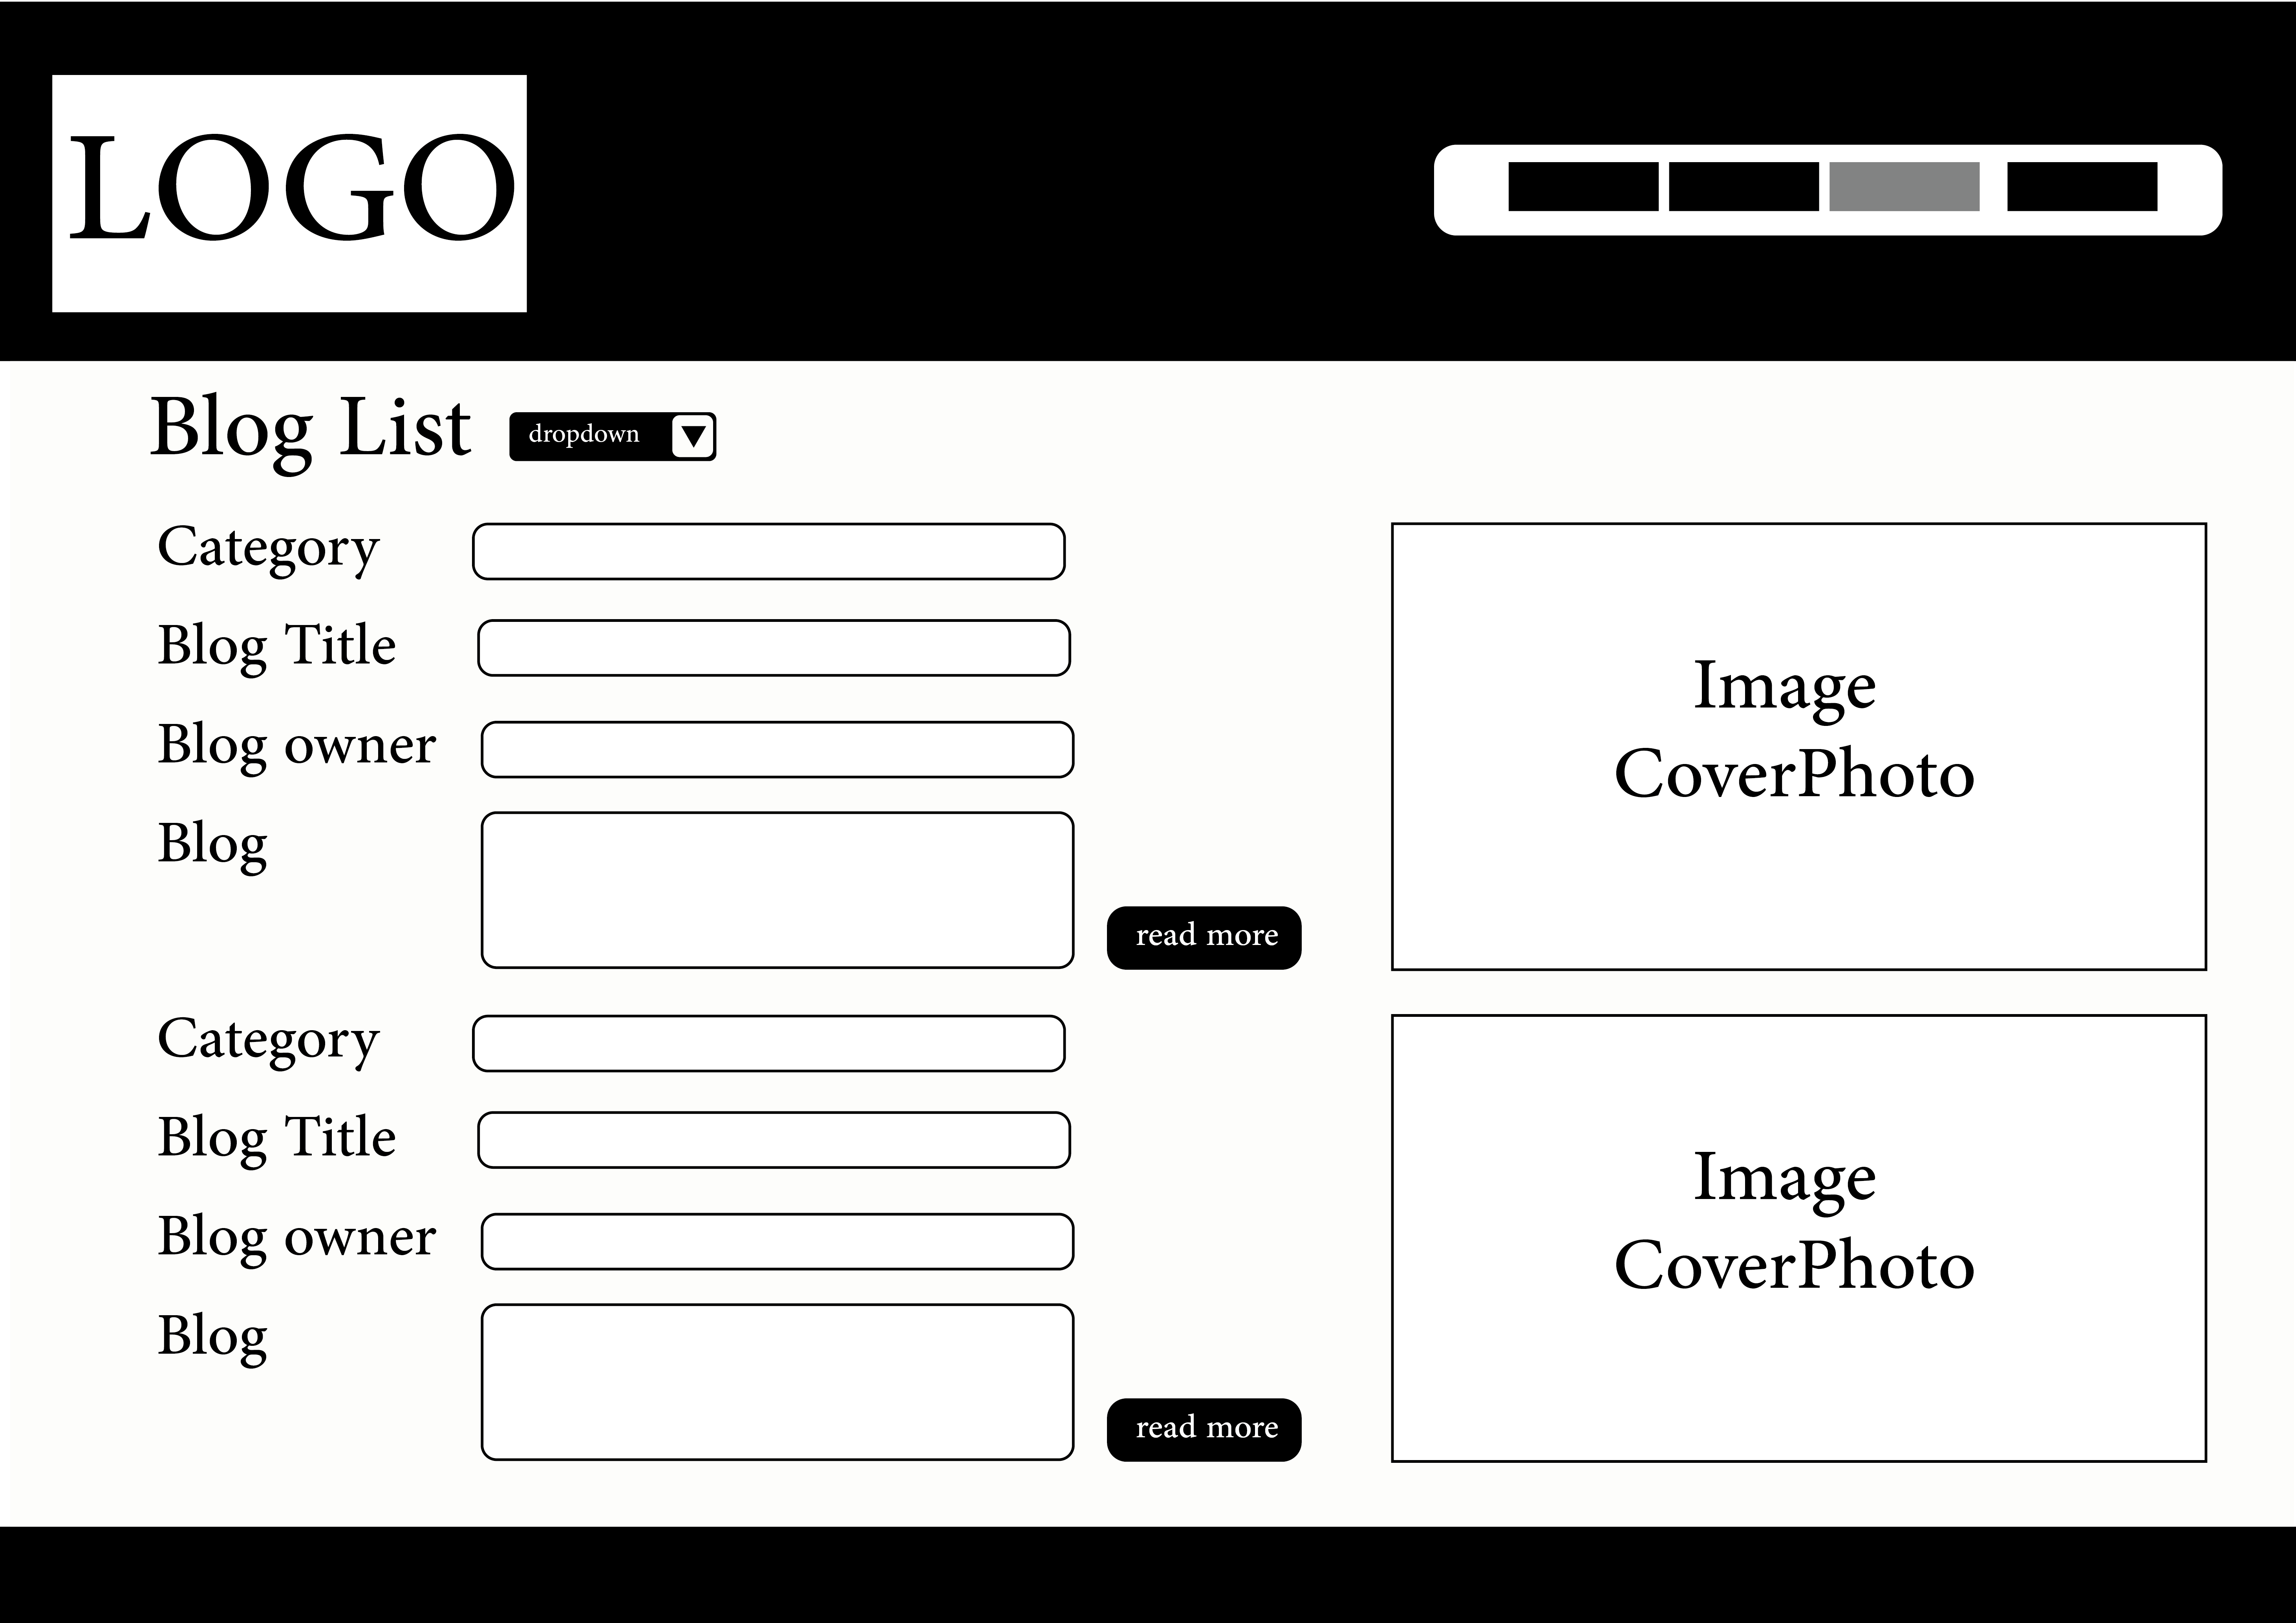 LOGO
Blog List
dropdown
Category
Blog Title
Blog owner
Blog
read more
Image
CoverPhoto
Category
Blog Title
Blog owner
Blog
read more
Image
CoverPhoto